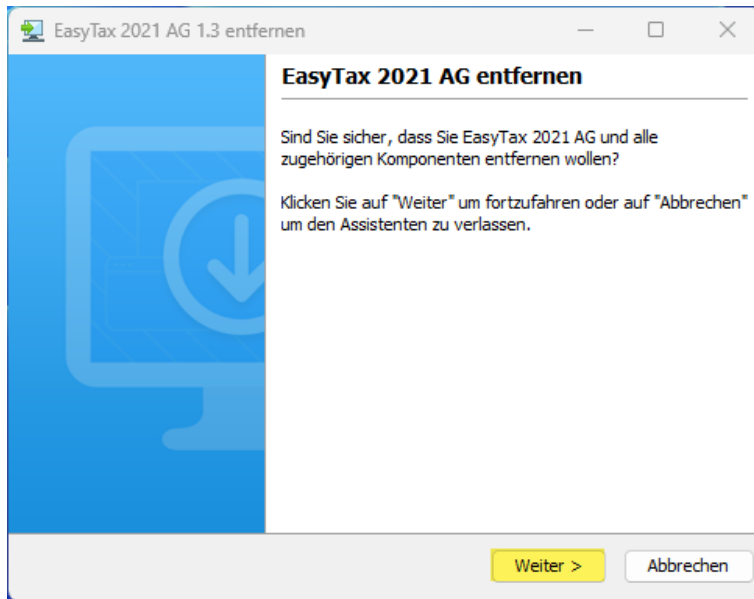 EasyTax 2021 AG 1.3 entfernen
EasyTax 2021 AG entfernen
Sind Sie sicher, dass Sie EasyTax 2021 AG und alle
zugehörigen Komponenten entfernen wollen?
Klicken Sie auf "Weiter" um fortzufahren oder auf "Abbrechen"
um den Assistenten zu verlassen.
Weiter >
Abbrechen